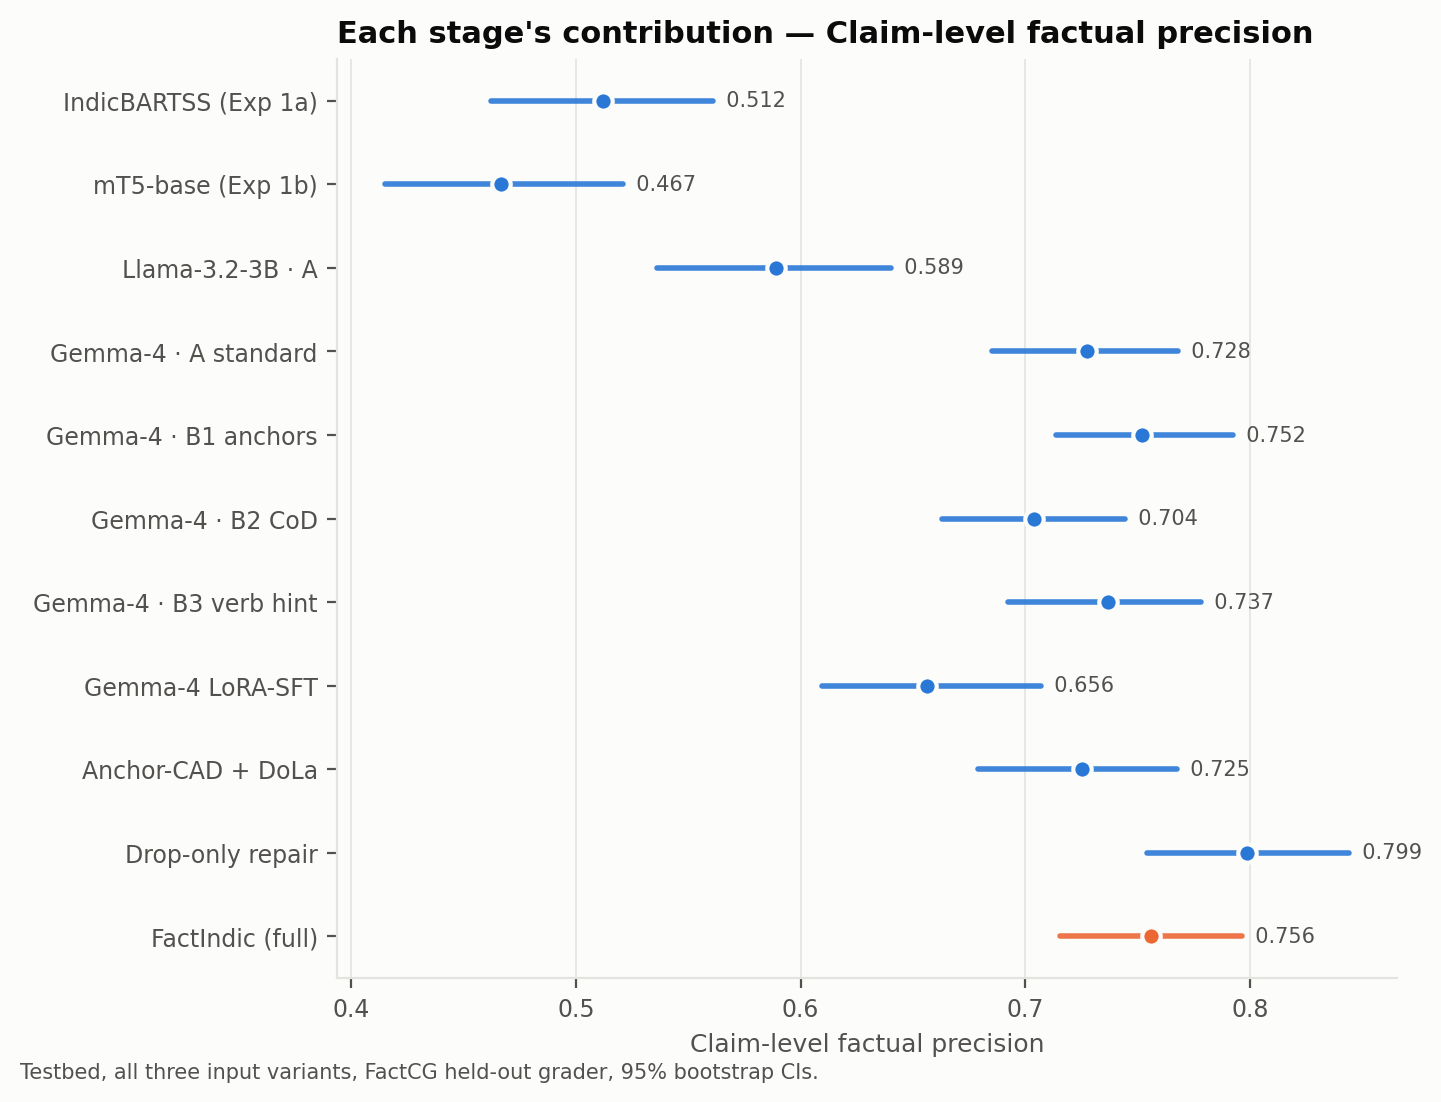 Each stage's contribution — Claim-level factual precision
IndicBARTSS (Exp 1a) 0.512
mT5-base (Exp 1b) 0.467
Llama-3.2-3B · A 0.589
Gemma-4 · A standard 0.728
Gemma-4 · B1 anchors 0.752
Gemma-4 · B2 CoD 0.704
Gemma-4 · B3 verb hint 0.737
Gemma-4 LoRA-SFT 0.656
Anchor-CAD + DoLa 0.725
Drop-only repair 0.799
FactIndic (full) 0.756
0.4 0.5 0.6 0.7 0.8
Claim-level factual precision
Testbed, all three input variants, FactCG held-out grader, 95% bootstrap CIs.